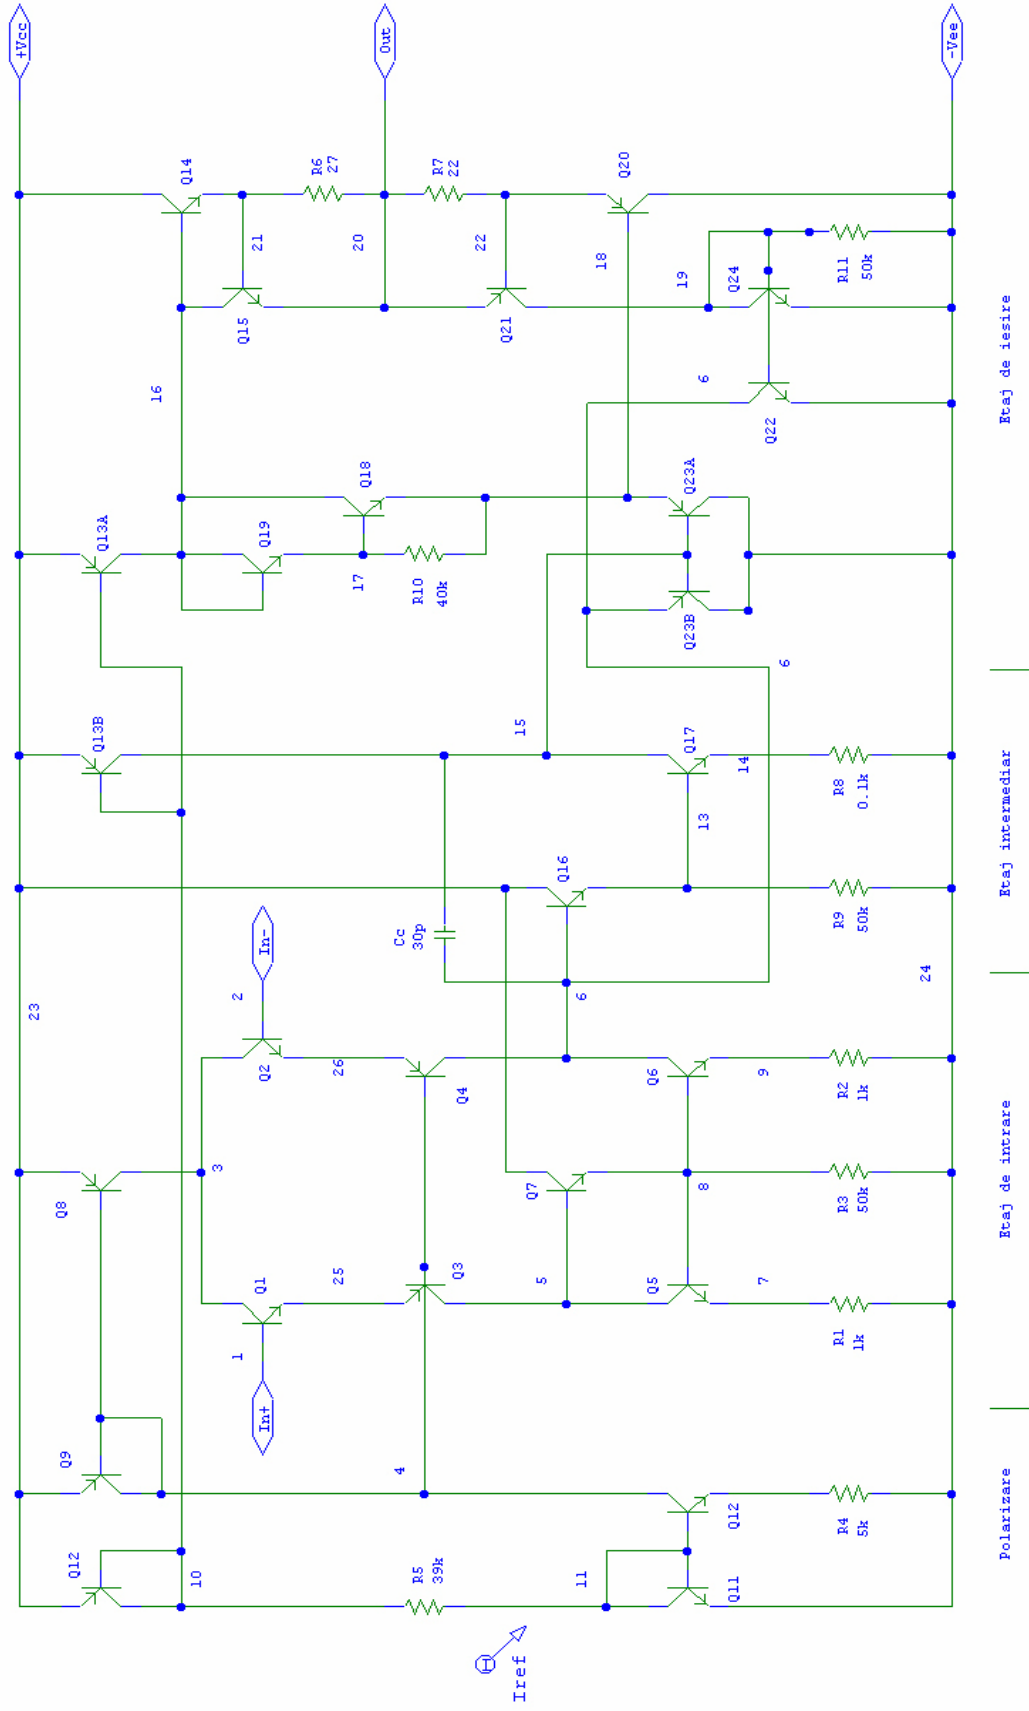 +Vcc
Out
-Vee
Q14
R6
27
R7
22
Q20
21
20
22
18
19
Q24
R11
50k
Q15
Q21
16
6
Q22
Q13A
Q19
Q18
17
R10
40k
Q23A
Q23B
6
Q13B
15
Q17
14
R8
0.1k
13
Q16
R9
50k
Cc
30p
In-
2
6
23
24
Q2
26
Q4
Q6
9
R2
1k
Q8
3
Q7
8
R3
50k
Q1
25
Q3
5
Q5
7
R1
1k
1
In+
Q9
4
Q12
R4
5k
Q12
10
R5
39k
11
Q11
Iref
I
Polarizare
Etaj de intrare
Etaj intermediar
Etaj de iesire